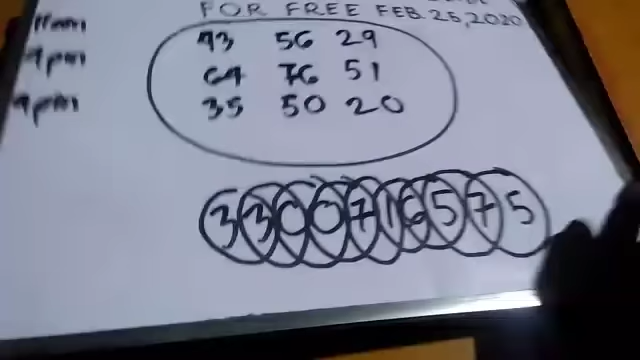 FOR FREE FEB. 25, 2020
11am
93 56 29
4pm
64 76 51
9pm
35 50 20
3 3 0 0 7 1 6 5 7 5